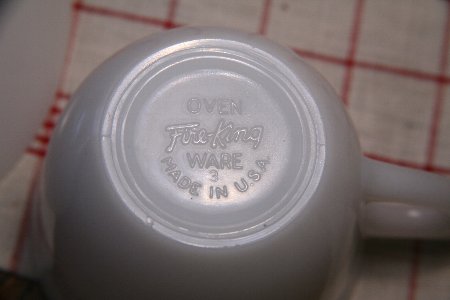 OVEN
Fire-King
WARE
3
MADE IN U.S.A.